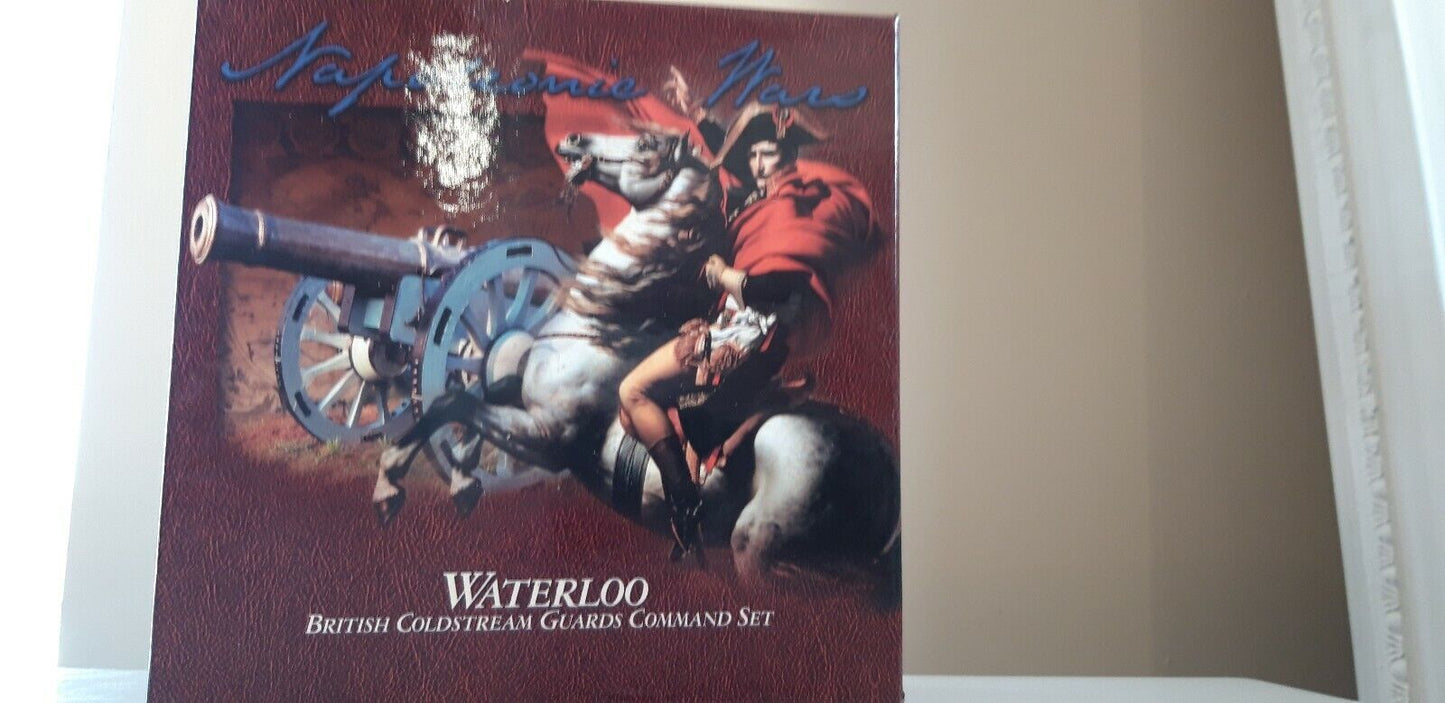 Napoleonic Wars
WATERLOO
BRITISH COLDSTREAM GUARDS COMMAND SET